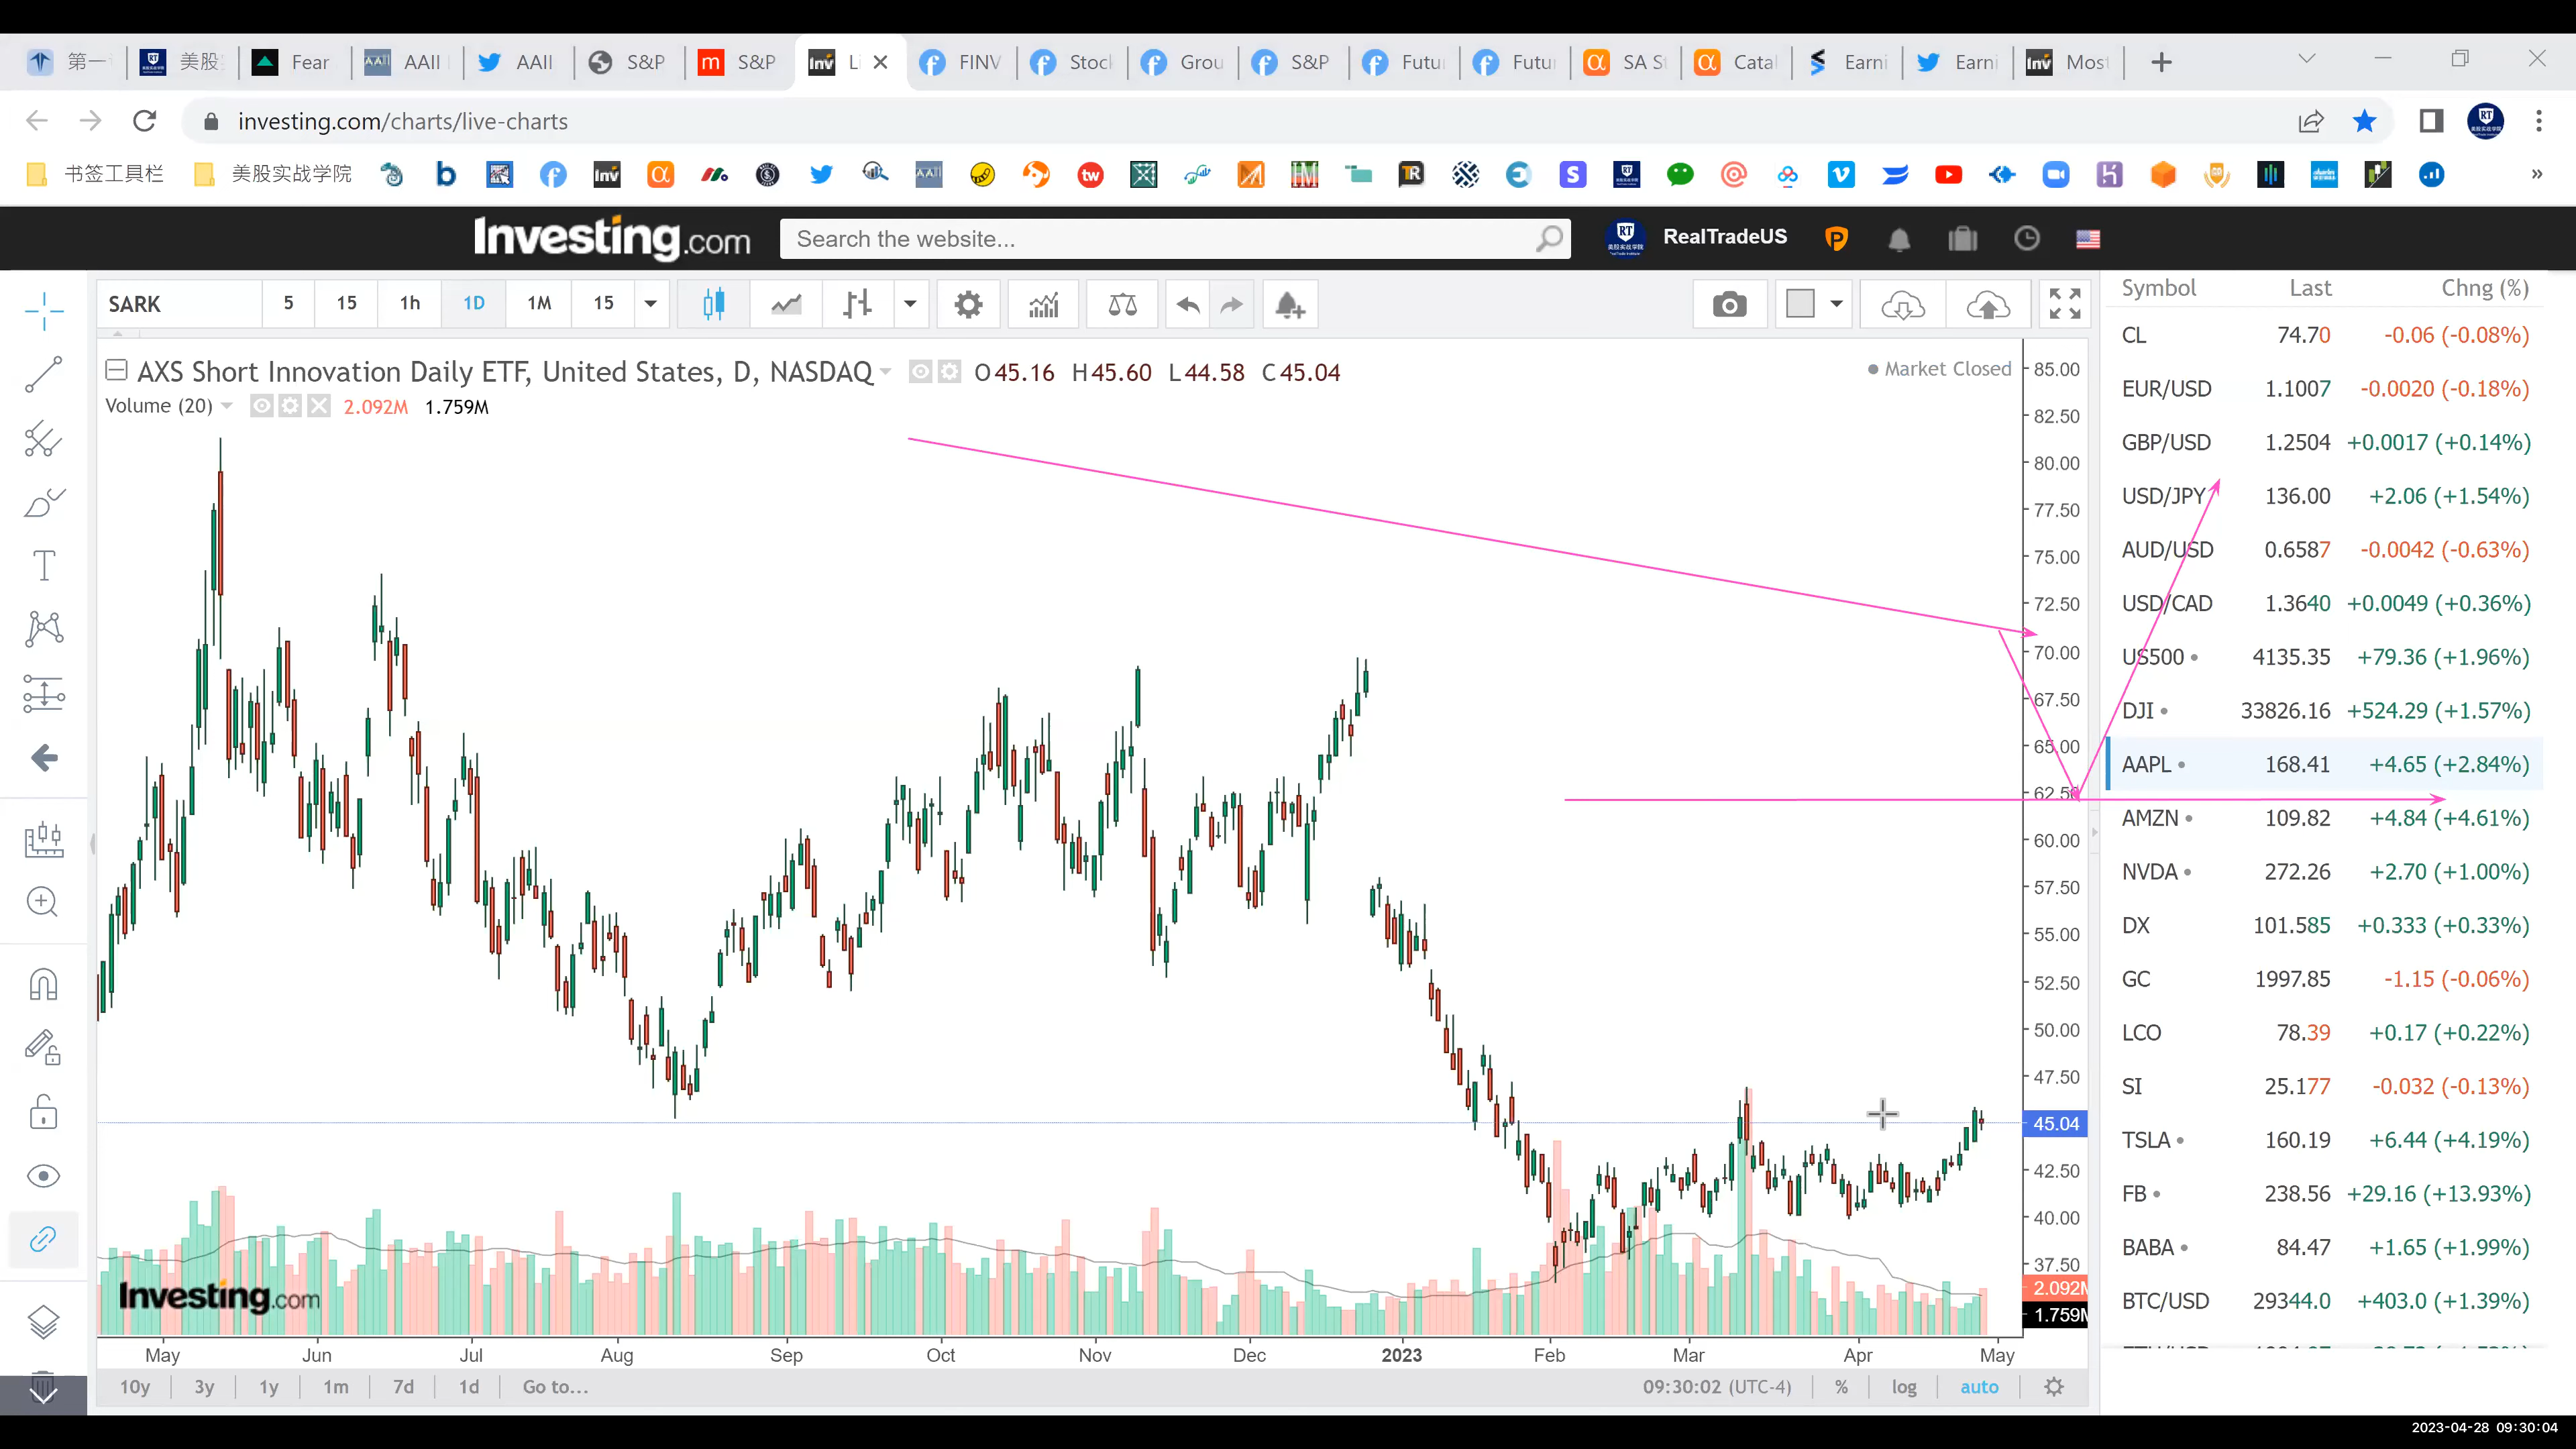 第一
美股
Fear
AAII
AAII
S&P
S&P
Li
FINV
Stoc
Grou
S&P
Futu
Futu
SA S
Cata
Earni
Earni
Most
investing.com/charts/live-charts
书签工具栏
美股实战学院
Investing.com
Search the website...
RealTradeUS
SARK
5
15
1h
1D
1M
15
Symbol Last Chng (%)
AXS Short Innovation Daily ETF, United States, D, NASDAQ O45.16 H45.60 L44.58 C45.04
Market Closed
Volume (20) 2.092M 1.759M
85.00
82.50
80.00
77.50
75.00
72.50
70.00
67.50
65.00
62.50
60.00
57.50
55.00
52.50
50.00
47.50
45.04
42.50
40.00
37.50
2.092M
1.759M
CL 74.70 -0.06 (-0.08%)
EUR/USD 1.1007 -0.0020 (-0.18%)
GBP/USD 1.2504 +0.0017 (+0.14%)
USD/JPY 136.00 +2.06 (+1.54%)
AUD/USD 0.6587 -0.0042 (-0.63%)
USD/CAD 1.3640 +0.0049 (+0.36%)
US500 4135.35 +79.36 (+1.96%)
DJI 33826.16 +524.29 (+1.57%)
AAPL 168.41 +4.65 (+2.84%)
AMZN 109.82 +4.84 (+4.61%)
NVDA 272.26 +2.70 (+1.00%)
DX 101.585 +0.333 (+0.33%)
GC 1997.85 -1.15 (-0.06%)
LCO 78.39 +0.17 (+0.22%)
SI 25.177 -0.032 (-0.13%)
TSLA 160.19 +6.44 (+4.19%)
FB 238.56 +29.16 (+13.93%)
BABA 84.47 +1.65 (+1.99%)
BTC/USD 29344.0 +403.0 (+1.39%)
Investing.com
May Jun Jul Aug Sep Oct Nov Dec 2023 Feb Mar Apr May
10y 3y 1y 1m 7d 1d Go to...
09:30:02 (UTC-4) % log auto
2023-04-28 09:30:04